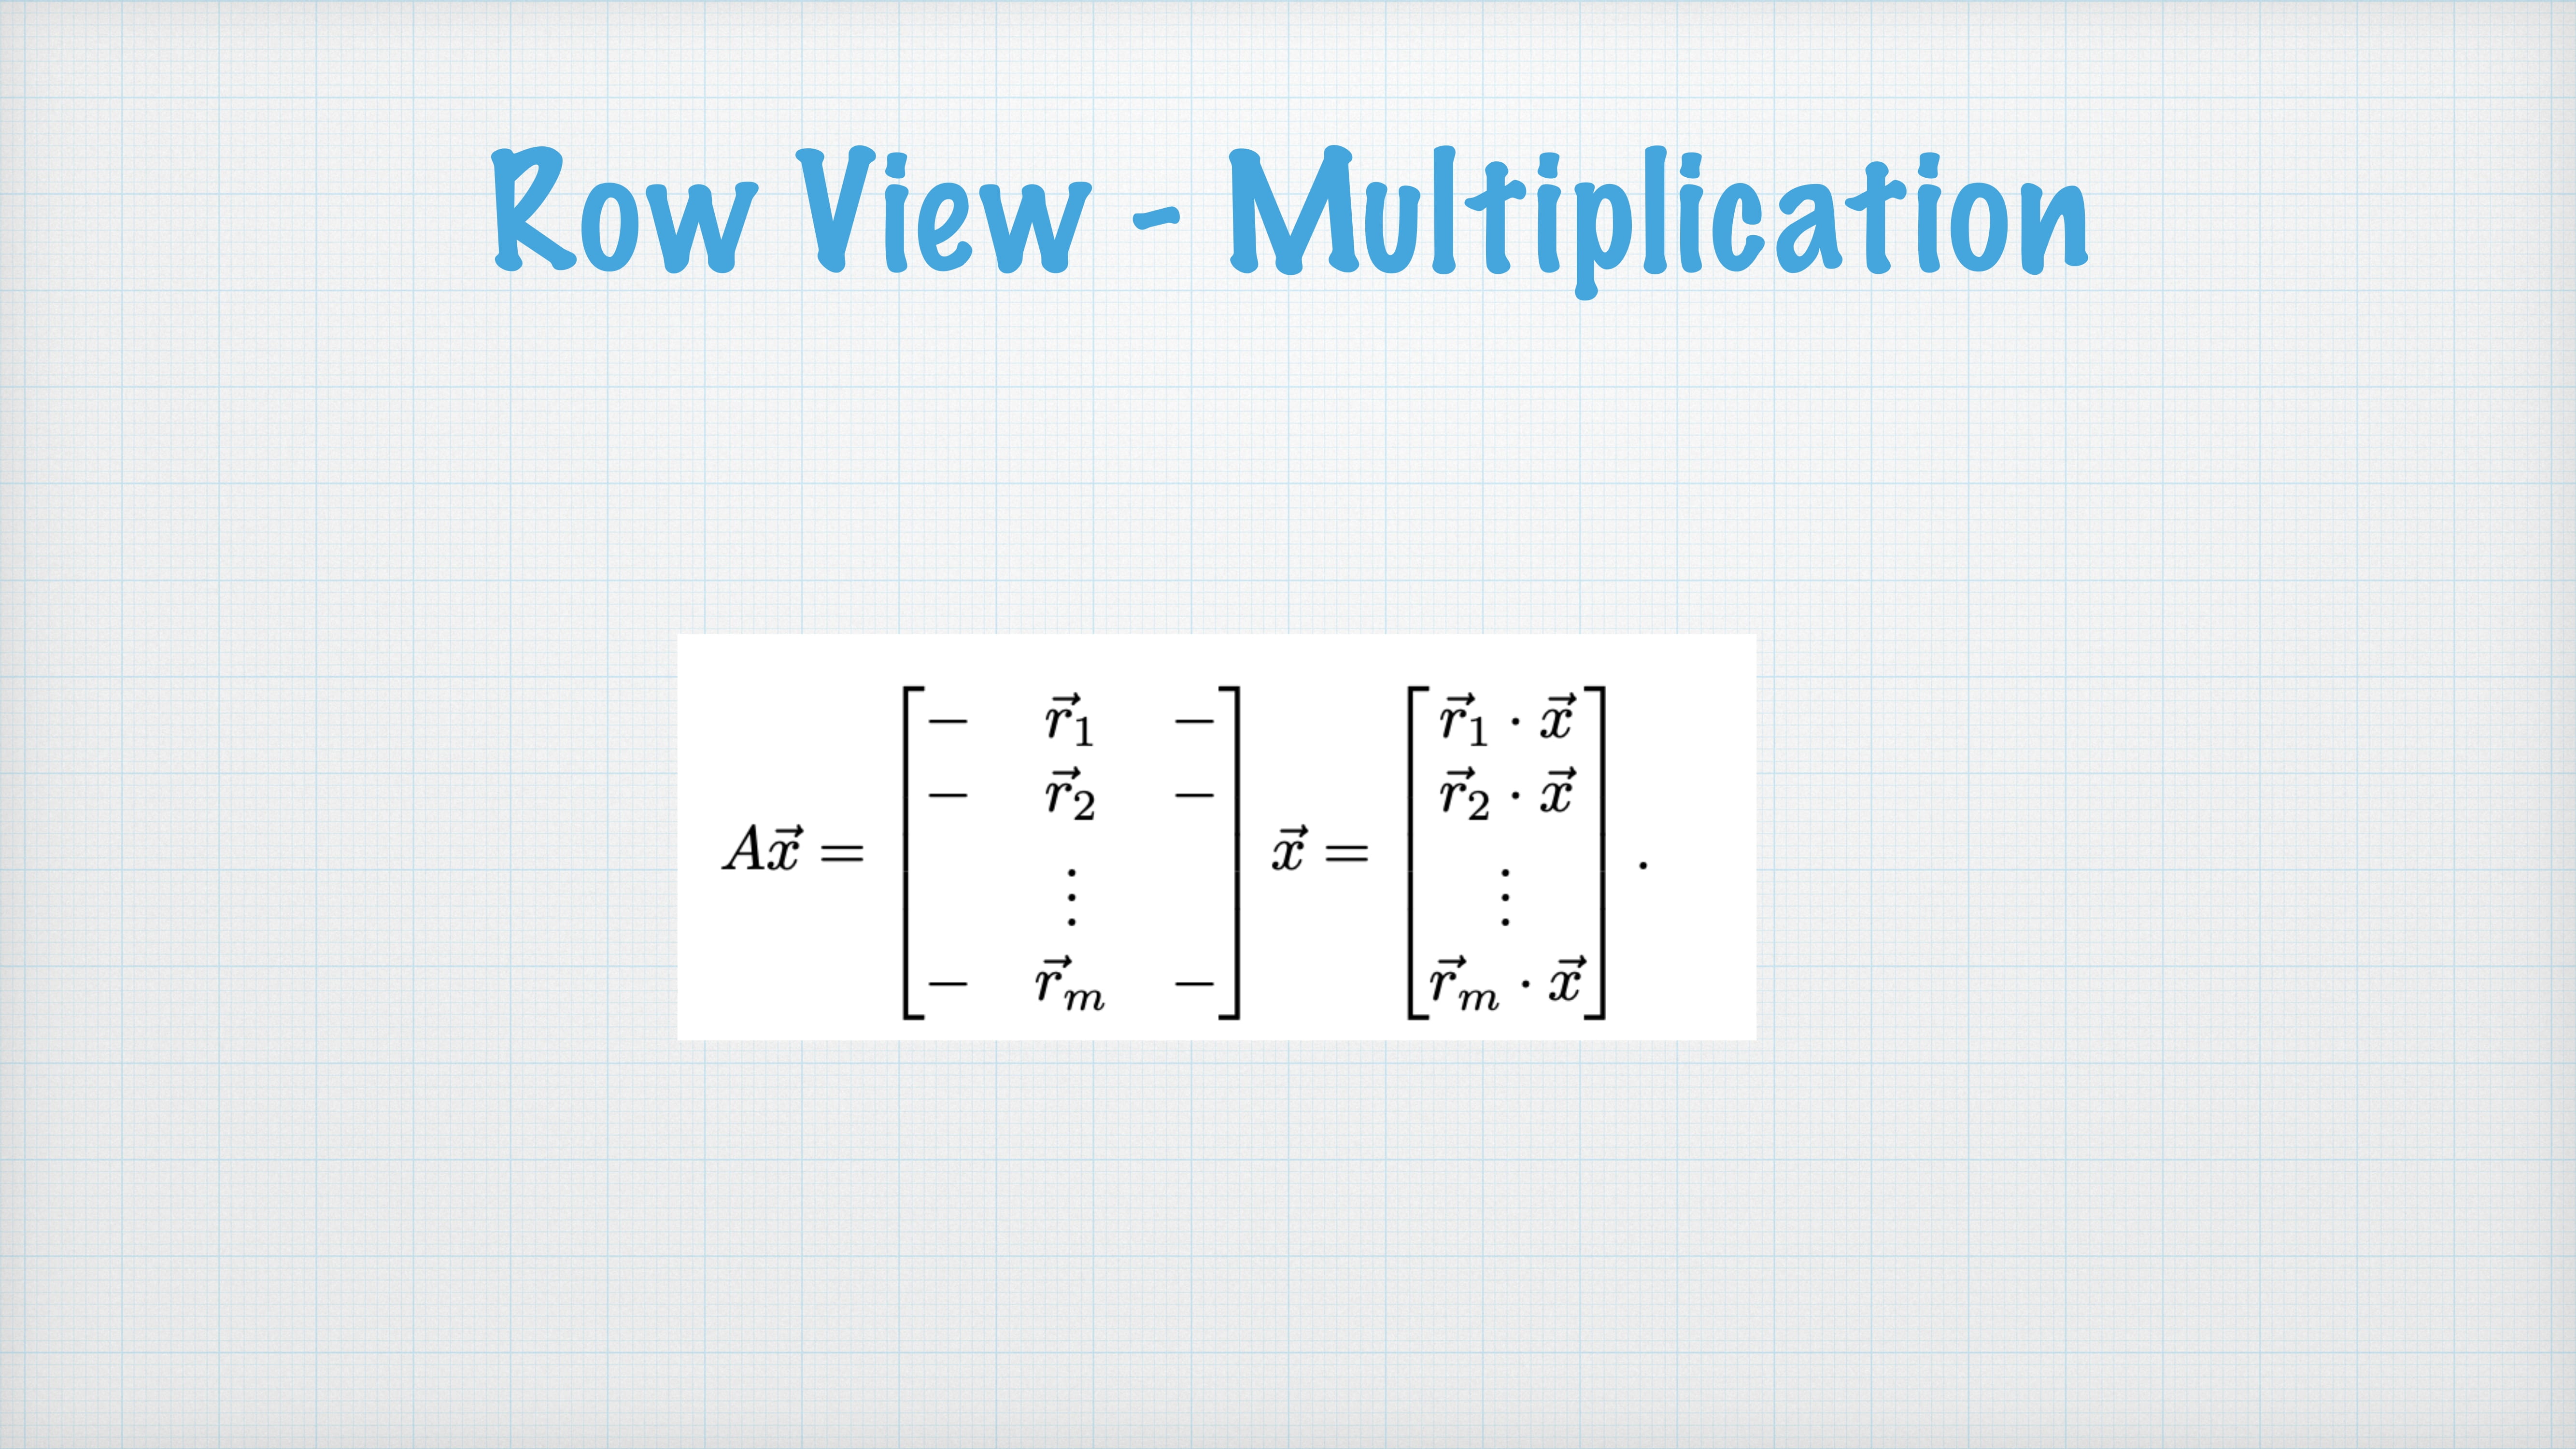 Row View - Multiplication
$A\vec{x} = \begin{bmatrix} - & \vec{r}_1 & - \\ - & \vec{r}_2 & - \\ & \vdots & \\ - & \vec{r}_m & - \end{bmatrix} \vec{x} = \begin{bmatrix} \vec{r}_1 \cdot \vec{x} \\ \vec{r}_2 \cdot \vec{x} \\ \vdots \\ \vec{r}_m \cdot \vec{x} \end{bmatrix}.$